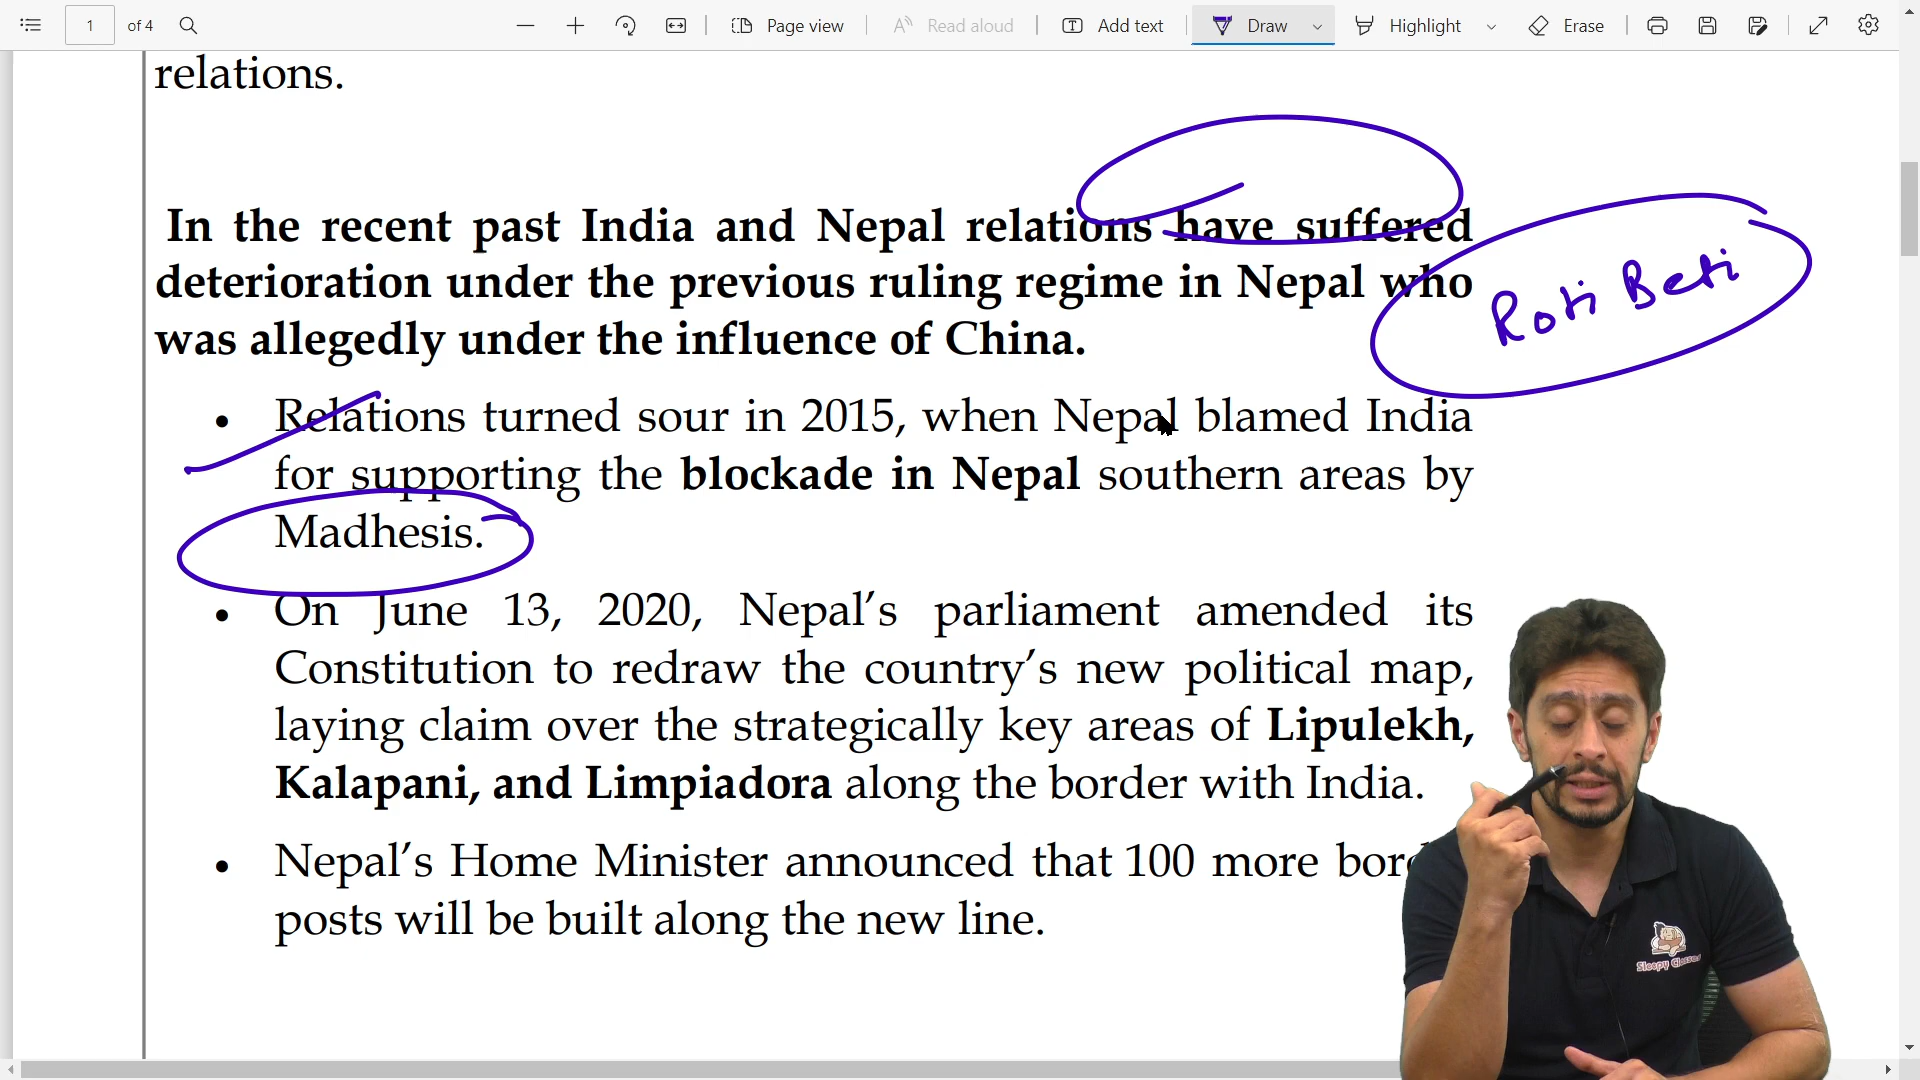 1 of 4 Page view Read aloud Add text Draw Highlight Erase
relations.
In the recent past India and Nepal relations have suffered
deterioration under the previous ruling regime in Nepal who
was allegedly under the influence of China.
Roti Beti
• Relations turned sour in 2015, when Nepal blamed India
for supporting the blockade in Nepal southern areas by
Madhesis.
• On June 13, 2020, Nepal’s parliament amended its
Constitution to redraw the country’s new political map,
laying claim over the strategically key areas of Lipulekh,
Kalapani, and Limpiadora along the border with India.
• Nepal’s Home Minister announced that 100 more bord
posts will be built along the new line.
Sleepy Classes